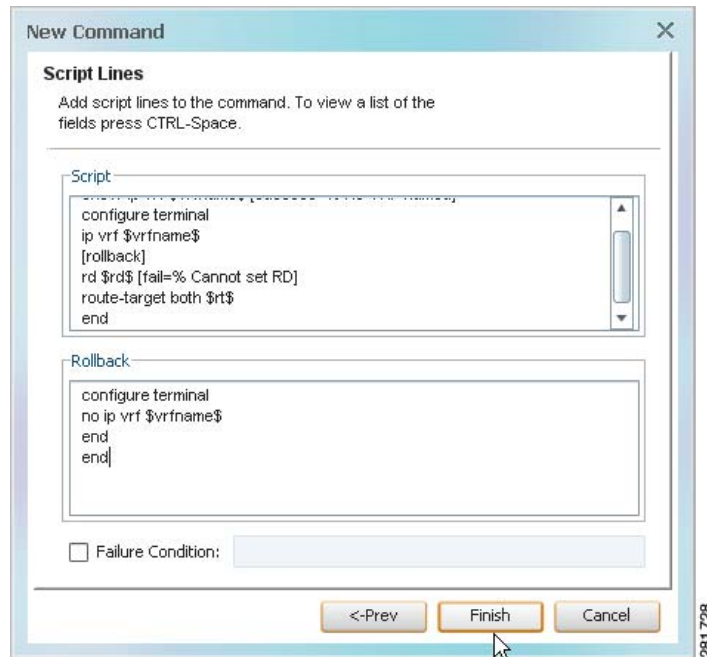 New Command
Script Lines
Add script lines to the command. To view a list of the
fields press CTRL-Space.
Script
configure terminal
ip vrf $vrfname$
[rollback]
rd $rd$ [fail=% Cannot set RD]
route-target both $rt$
end
Rollback
configure terminal
no ip vrf $vrfname$
end
end
Failure Condition:
<-Prev
Finish
Cancel
281728